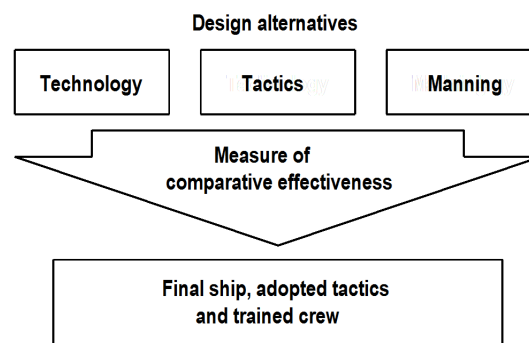 Design alternatives
Technology Tactics Manning
Measure of
comparative effectiveness
Final ship, adopted tactics
and trained crew